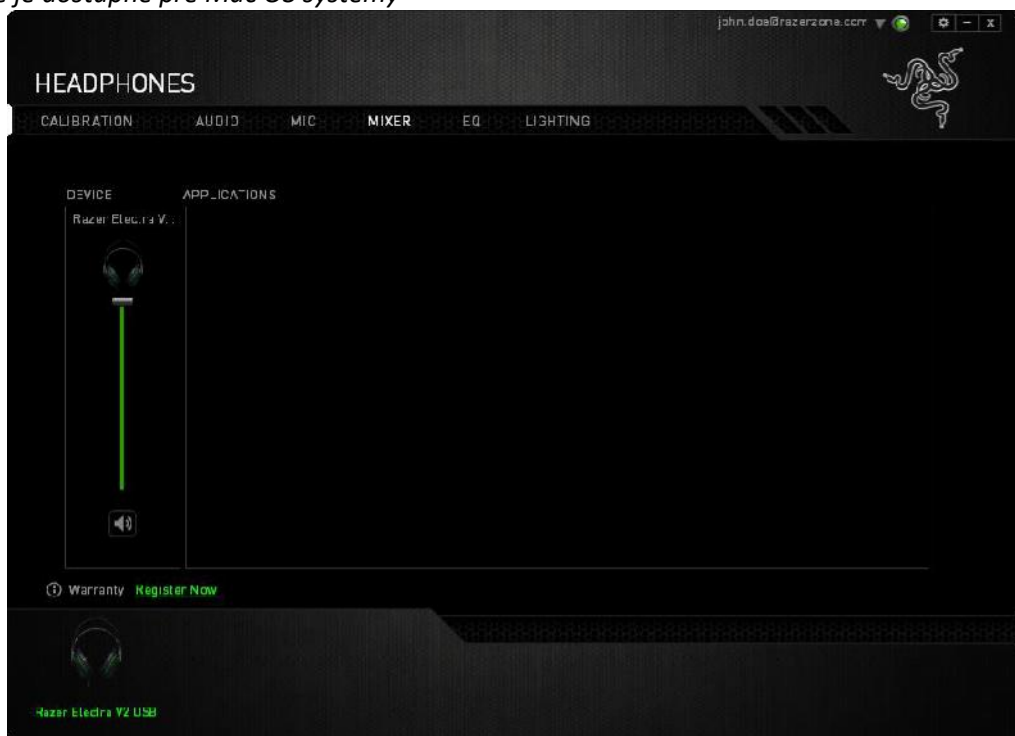 je dostupné pre Mac OS systémy
john.doe@razerzone.com
HEADPHONES
CALIBRATION AUDIO MIC MIXER EQ LIGHTING
DEVICE APPLICATIONS
Razer Electra V...
Warranty Register Now
Razer Electra V2 USB